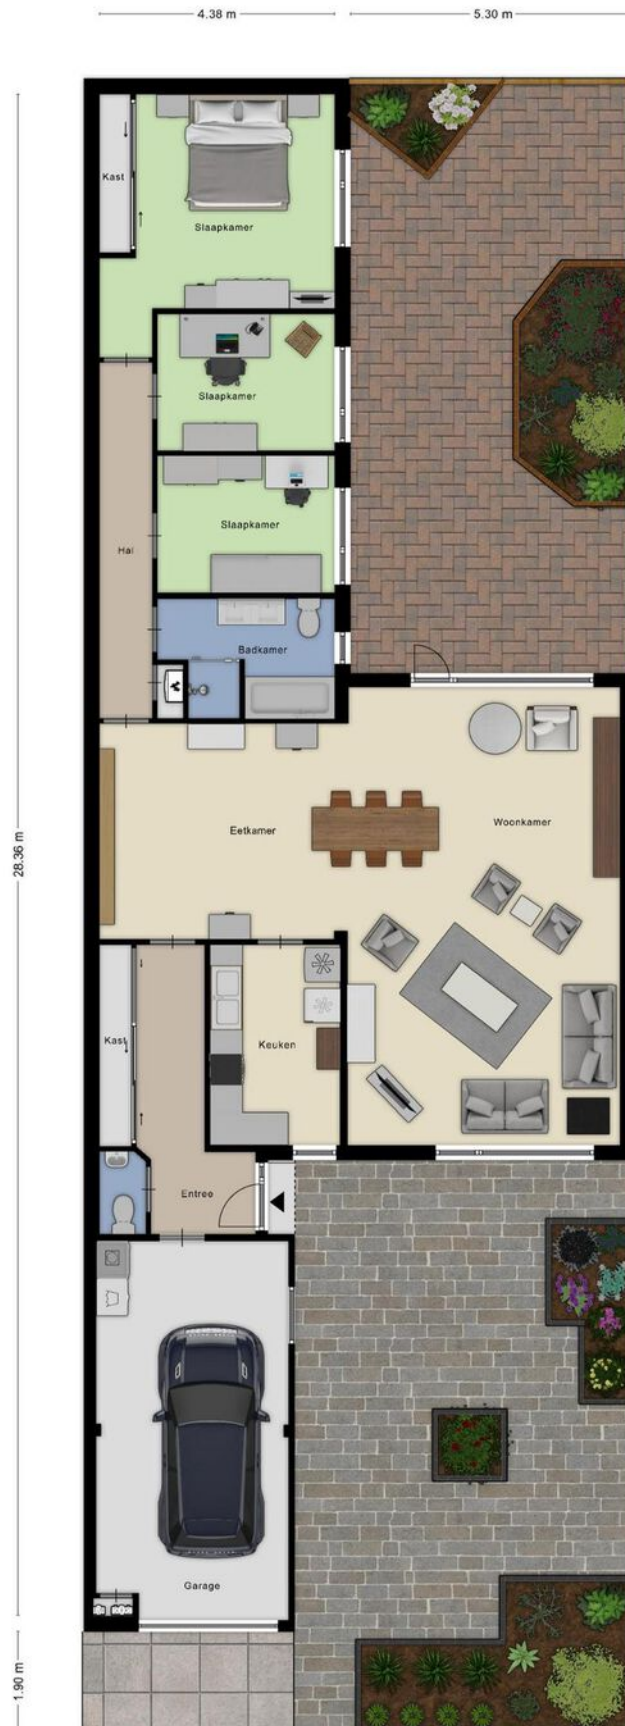 4.38 m
5.30 m
Kast
Slaapkamer
Slaapkamer
Slaapkamer
Hal
Badkamer
Eetkamer
Woonkamer
28.36 m
Kast
Keuken
Entree
Garage
1.90 m